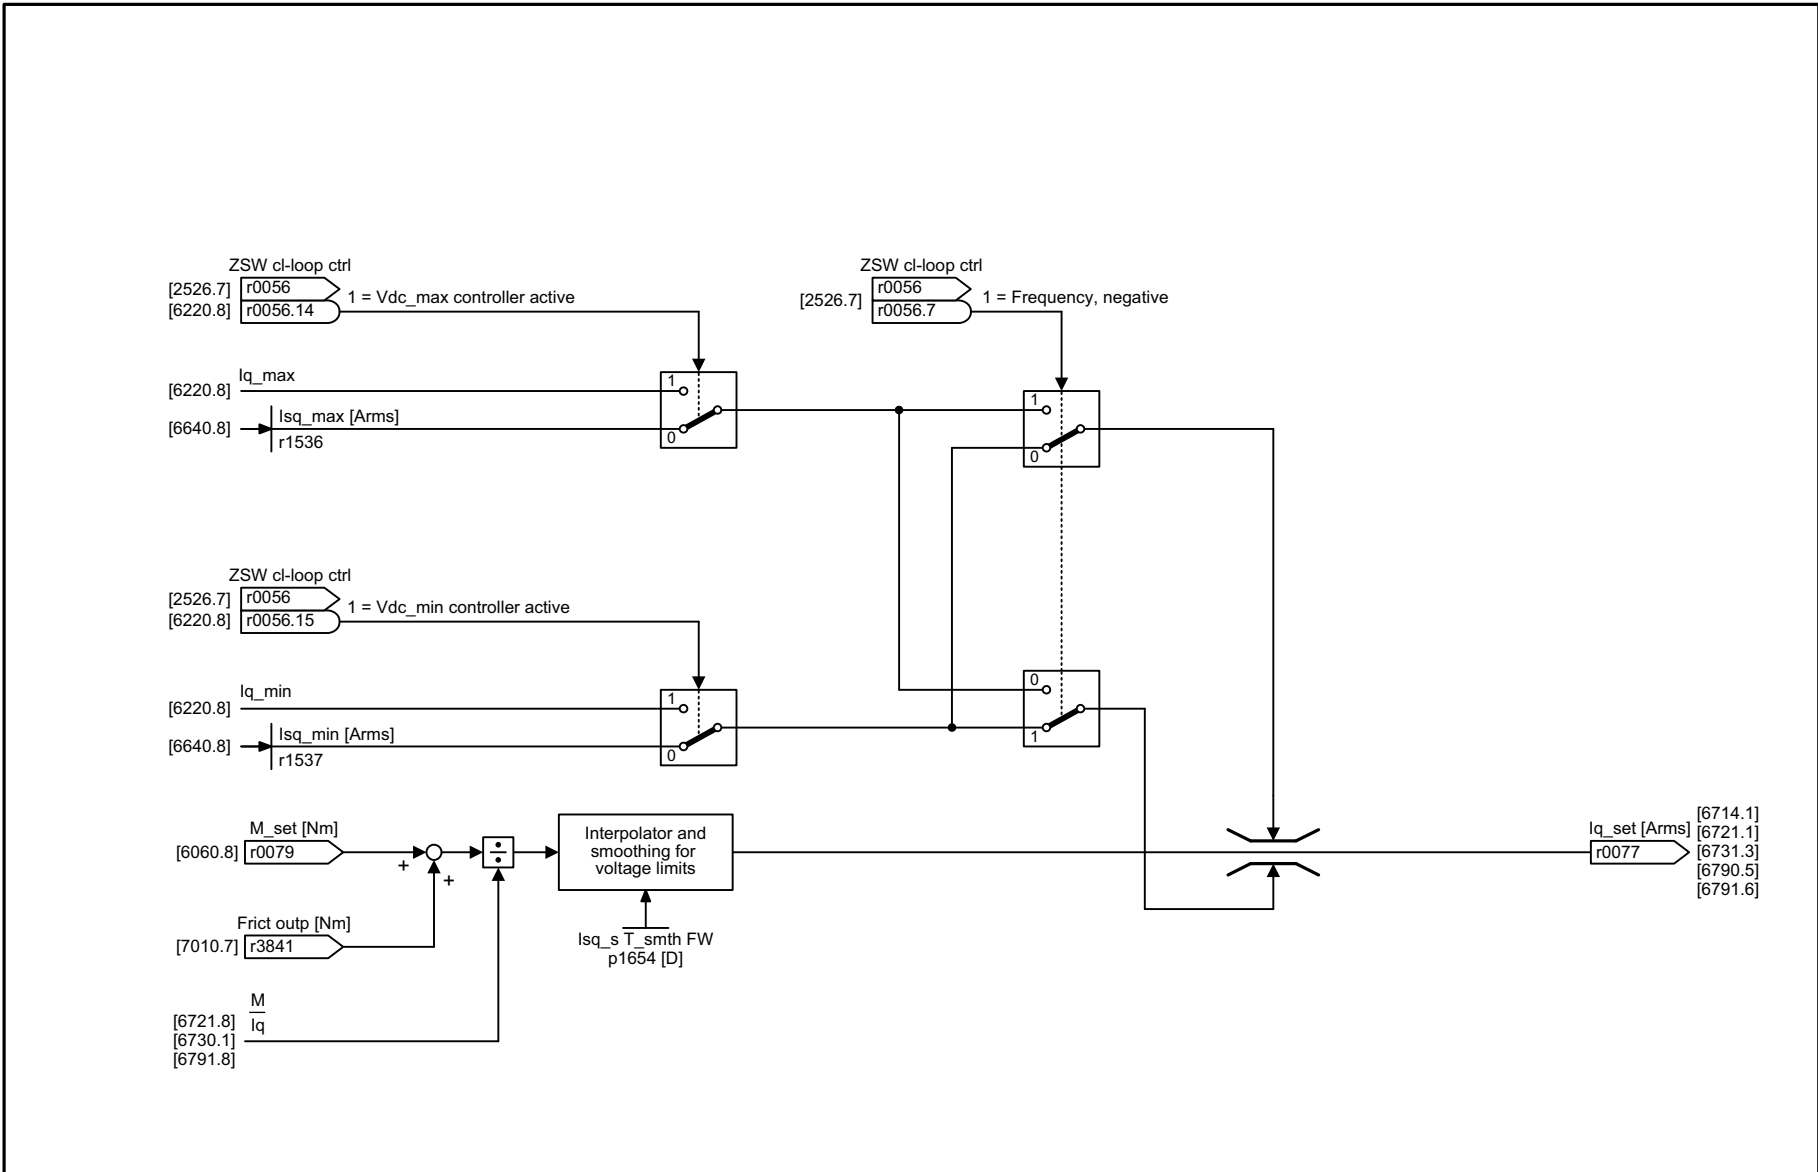 ZSW cl-loop ctrl
[2526.7] r0056
[6220.8] r0056.14
1 = Vdc_max controller active
ZSW cl-loop ctrl
[2526.7]
r0056
r0056.7
1 = Frequency, negative
[6220.8] Iq_max
1
[6640.8] Isq_max [Arms]
r1536
0
1
0
ZSW cl-loop ctrl
[2526.7] r0056
[6220.8] r0056.15
1 = Vdc_min controller active
[6220.8] Iq_min
1
[6640.8] Isq_min [Arms]
r1537
0
0
1
M_set [Nm]
[6060.8] r0079
+
+
÷
Interpolator and
smoothing for
voltage limits
Isq_s T_smth FW
p1654 [D]
Frict outp [Nm]
[7010.7] r3841
M
Iq
[6721.8]
[6730.1]
[6791.8]
Iq_set [Arms]
r0077
[6714.1]
[6721.1]
[6731.3]
[6790.5]
[6791.6]